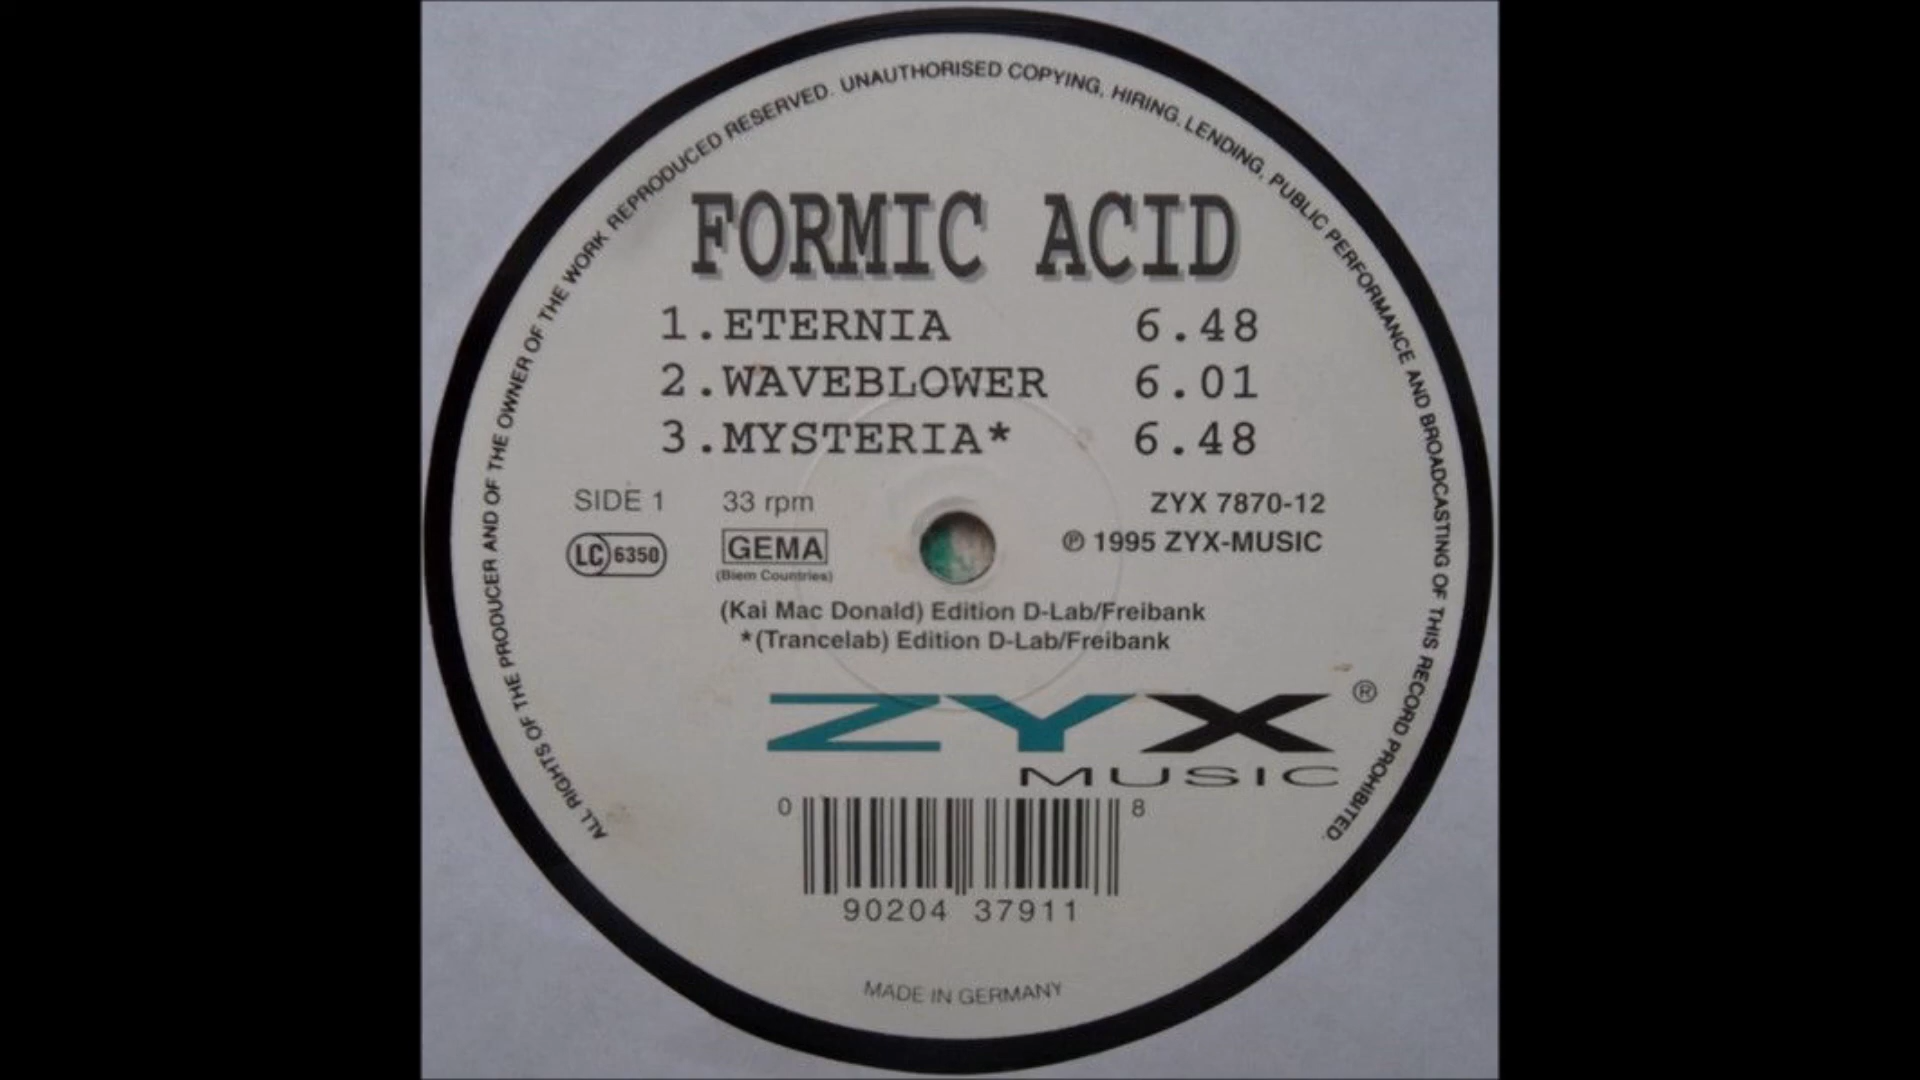 ALL RIGHTS OF THE PRODUCER AND OF THE OWNER OF THE WORK REPRODUCED RESERVED. UNAUTHORISED COPYING, HIRING, LENDING, PUBLIC PERFORMANCE AND BROADCASTING OF THIS RECORD PROHIBITED.
FORMIC ACID
1.ETERNIA 6.48
2.WAVEBLOWER 6.01
3.MYSTERIA* 6.48
SIDE 1 33 rpm ZYX 7870-12
LC 6350 GEMA ℗ 1995 ZYX-MUSIC
(Biem Countries)
(Kai Mac Donald) Edition D-Lab/Freibank
*(Trancelab) Edition D-Lab/Freibank
ZYX ®
MUSIC
0 8
90204 37911
MADE IN GERMANY